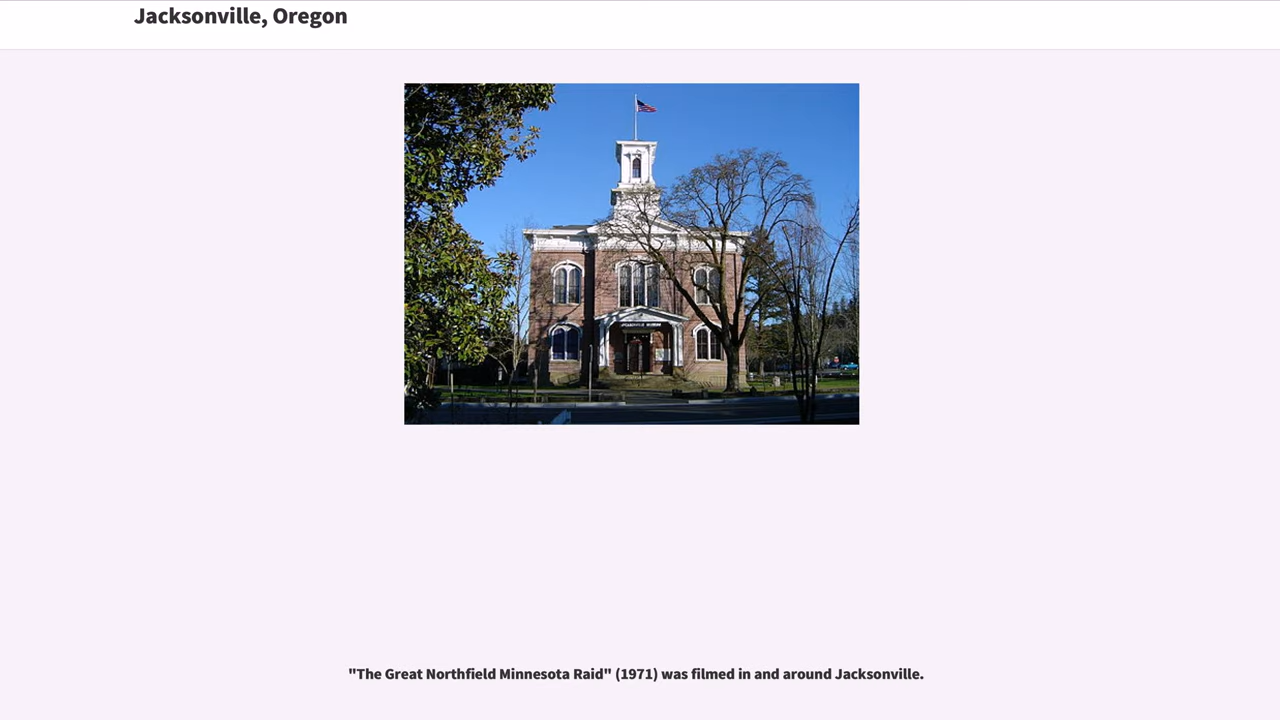 Jacksonville, Oregon
"The Great Northfield Minnesota Raid" (1971) was filmed in and around Jacksonville.